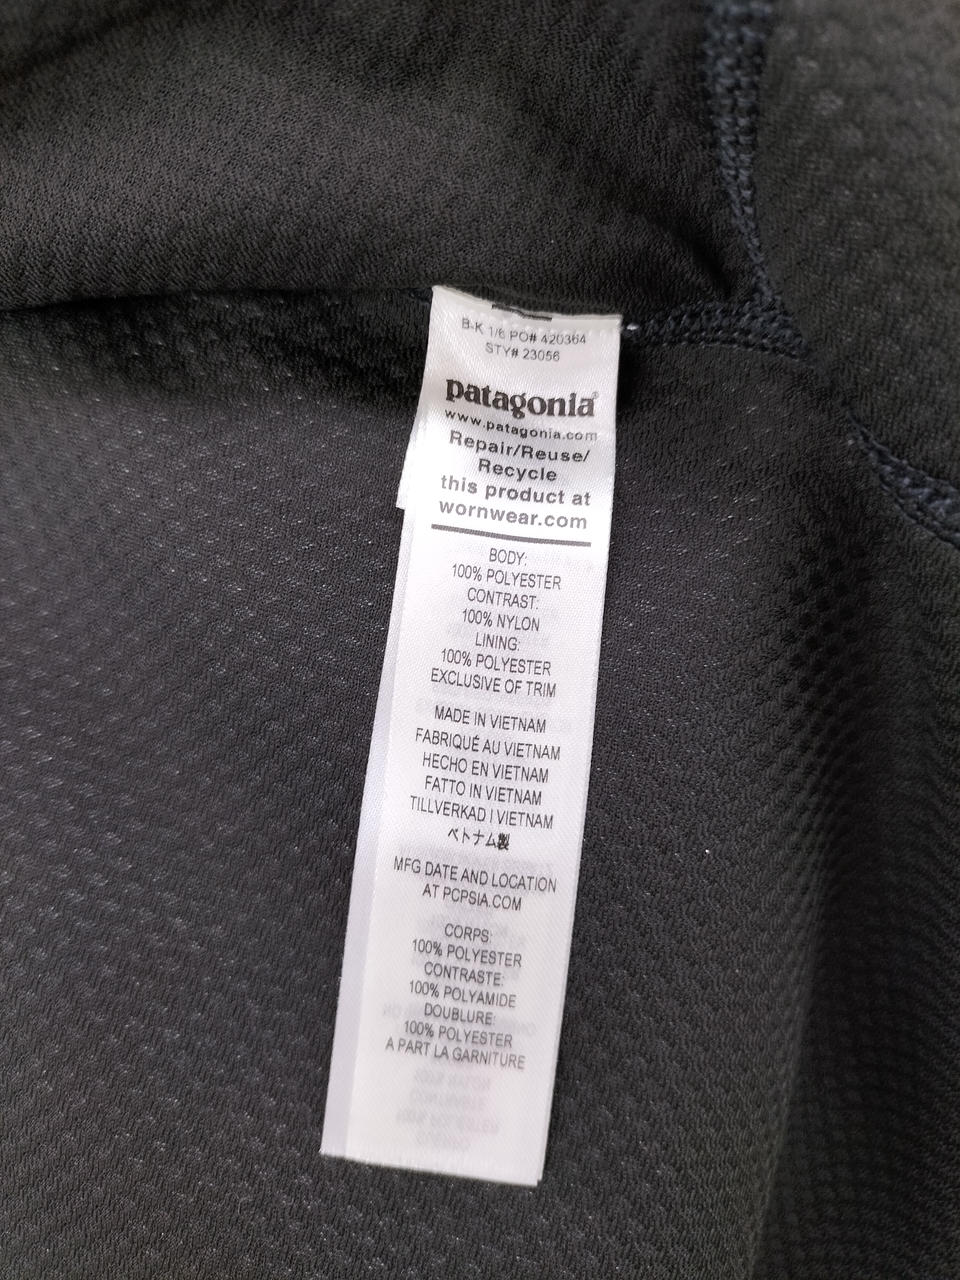 B-K 1/6 PO# 420364
STY# 23056
patagonia®
www.patagonia.com
Repair/Reuse/
Recycle
this product at
wornwear.com
BODY:
100% POLYESTER
CONTRAST:
100% NYLON
LINING:
100% POLYESTER
EXCLUSIVE OF TRIM
MADE IN VIETNAM
FABRIQUÉ AU VIETNAM
HECHO EN VIETNAM
FATTO IN VIETNAM
TILLVERKAD I VIETNAM
ベトナム製
MFG DATE AND LOCATION
AT PCPSIA.COM
CORPS:
100% POLYESTER
CONTRASTE:
100% POLYAMIDE
DOUBLURE:
100% POLYESTER
A PART LA GARNITURE